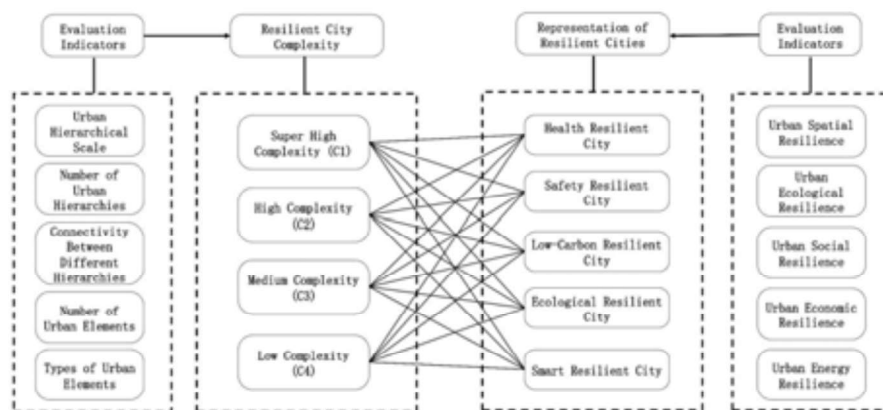 Evaluation
Indicators
Resilient City
Complexity
Representation of
Resilient Cities
Evaluation
Indicators
Urban
Hierarchical
Scale
Number of
Urban
Hierarchies
Connectivity
Between
Different
Hierarchies
Number of
Urban Elements
Types of Urban
Elements
Super High
Complexity (C1)
High Complexity
(C2)
Medium Complexity
(C3)
Low Complexity
(C4)
Health Resilient
City
Safety Resilient
City
Low-Carbon Resilient
City
Ecological Resilient
City
Smart Resilient City
Urban Spatial
Resilience
Urban
Ecological
Resilience
Urban Social
Resilience
Urban Economic
Resilience
Urban Energy
Resilience